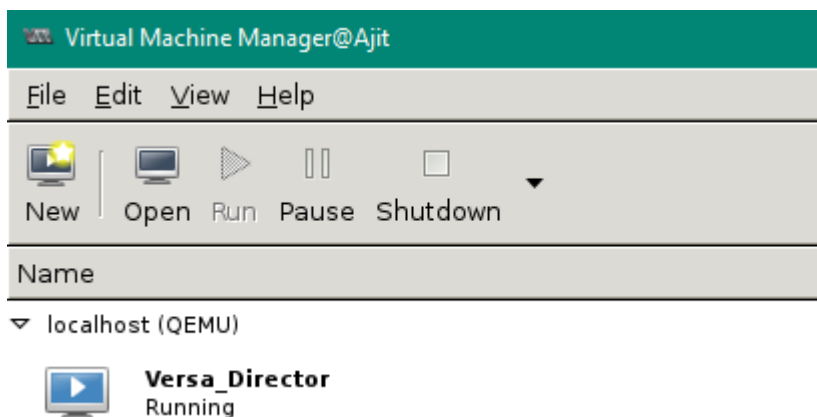 Virtual Machine Manager@Ajit
File Edit View Help
New Open Run Pause Shutdown
Name
localhost (QEMU)
Versa_Director
Running